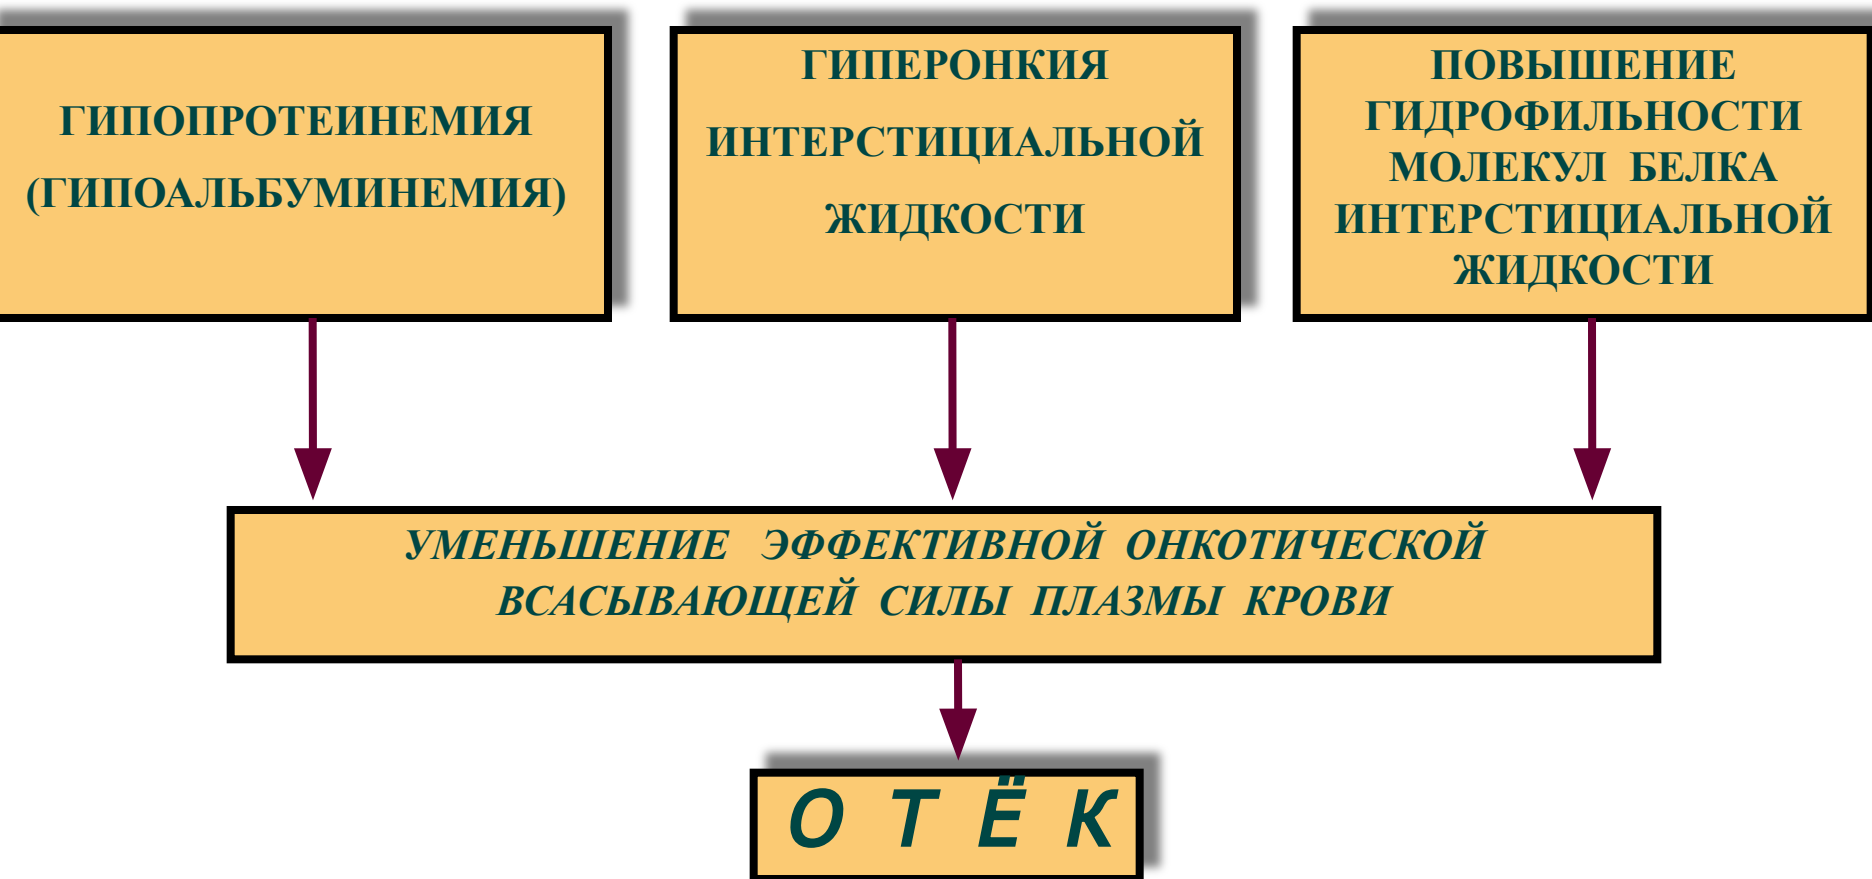 ГИПОПРОТЕИНЕМИЯ
(ГИПОАЛЬБУМИНЕМИЯ)
ГИПЕРОНКИЯ
ИНТЕРСТИЦИАЛЬНОЙ
ЖИДКОСТИ
ПОВЫШЕНИЕ
ГИДРОФИЛЬНОСТИ
МОЛЕКУЛ БЕЛКА
ИНТЕРСТИЦИАЛЬНОЙ
ЖИДКОСТИ
УМЕНЬШЕНИЕ ЭФФЕКТИВНОЙ ОНКОТИЧЕСКОЙ
ВСАСЫВАЮЩЕЙ СИЛЫ ПЛАЗМЫ КРОВИ
О Т Ё К